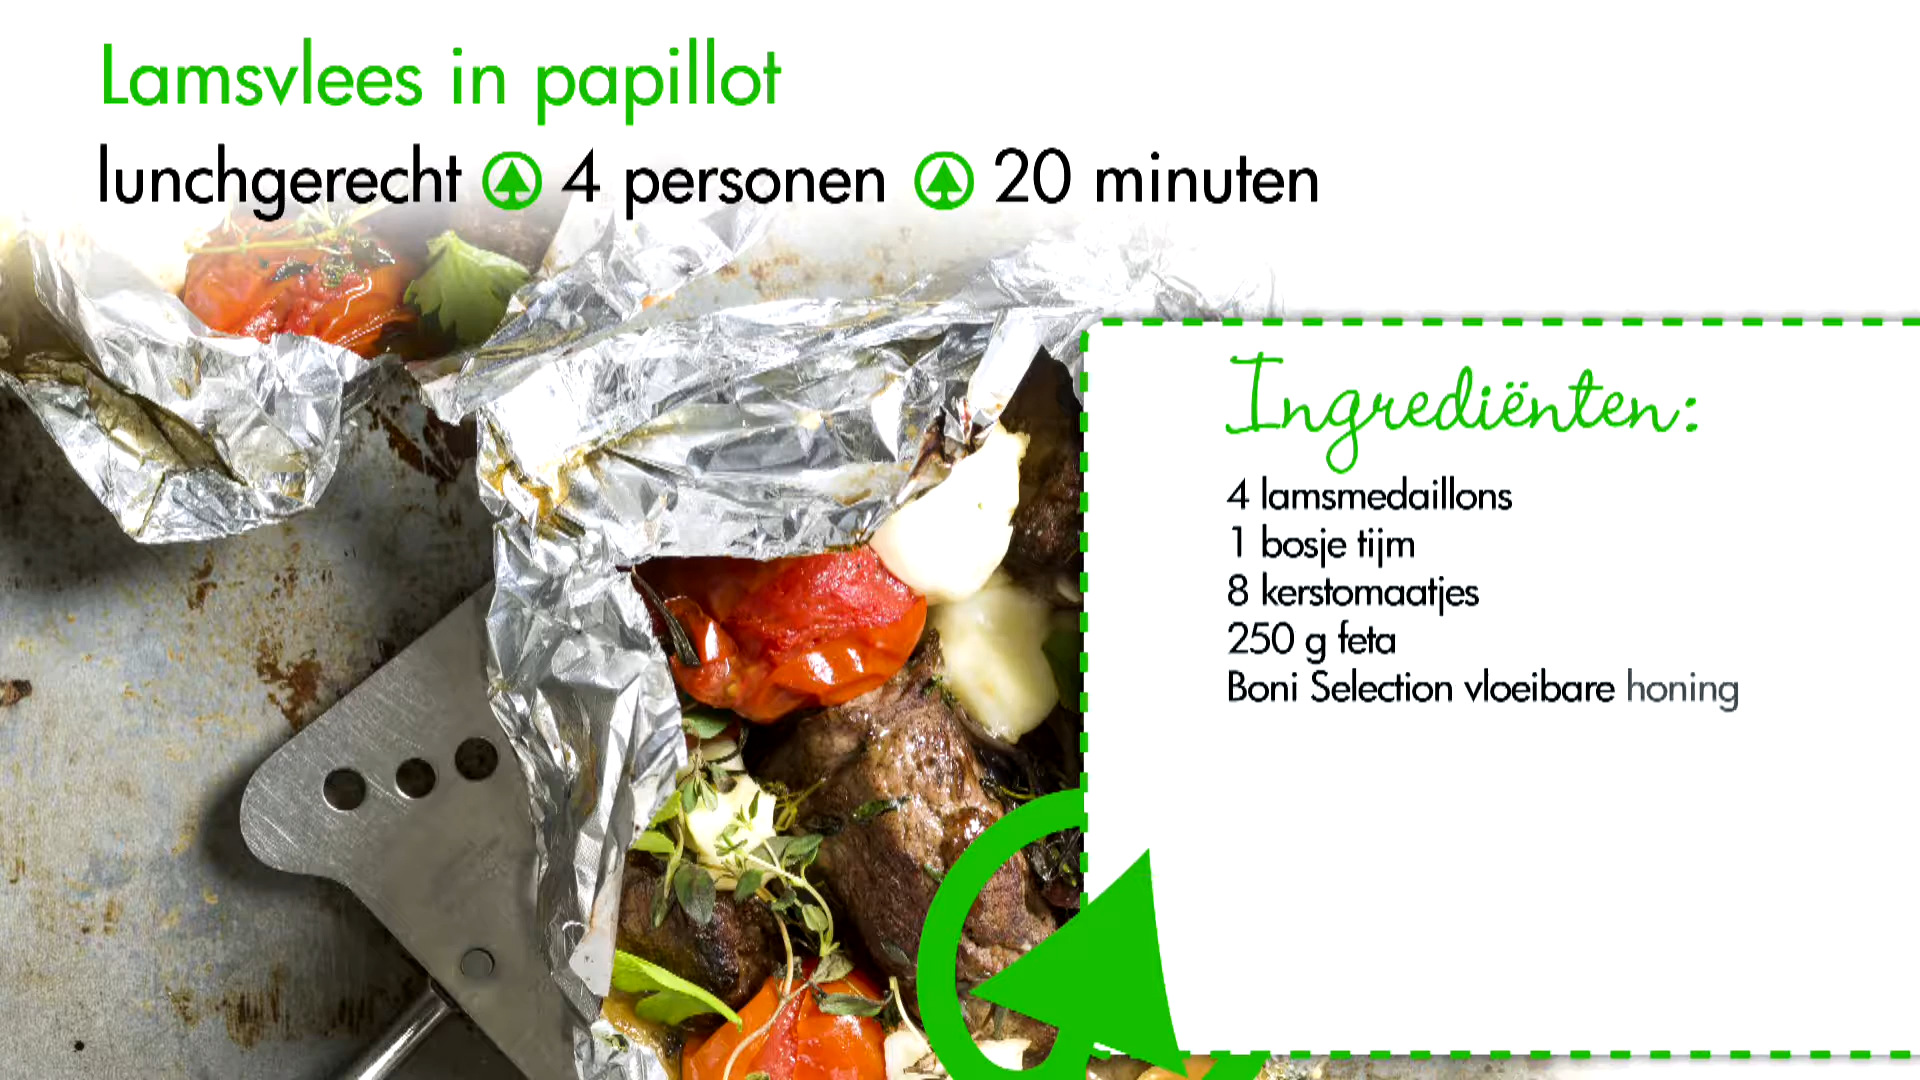 Lamsvlees in papillot
lunchgerecht 4 personen 20 minuten
Ingrediënten:
4 lamsmedaillons
1 bosje tijm
8 kerstomaatjes
250 g feta
Boni Selection vloeibare honing